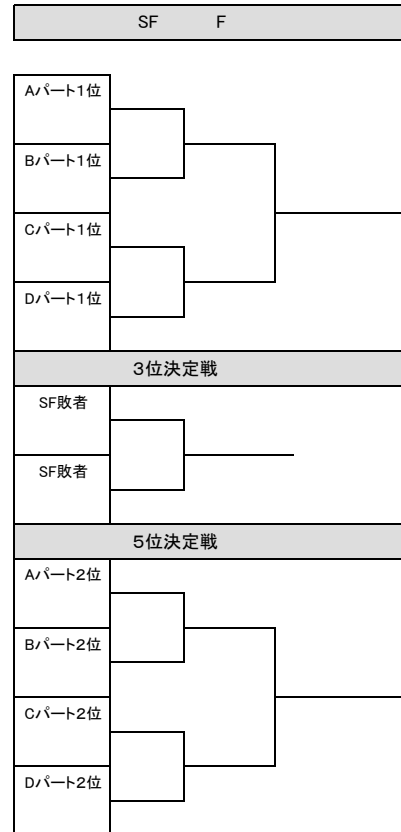 SF F
Aパート1位
Bパート1位
Cパート1位
Dパート1位
3位決定戦
SF敗者
SF敗者
5位決定戦
Aパート2位
Bパート2位
Cパート2位
Dパート2位